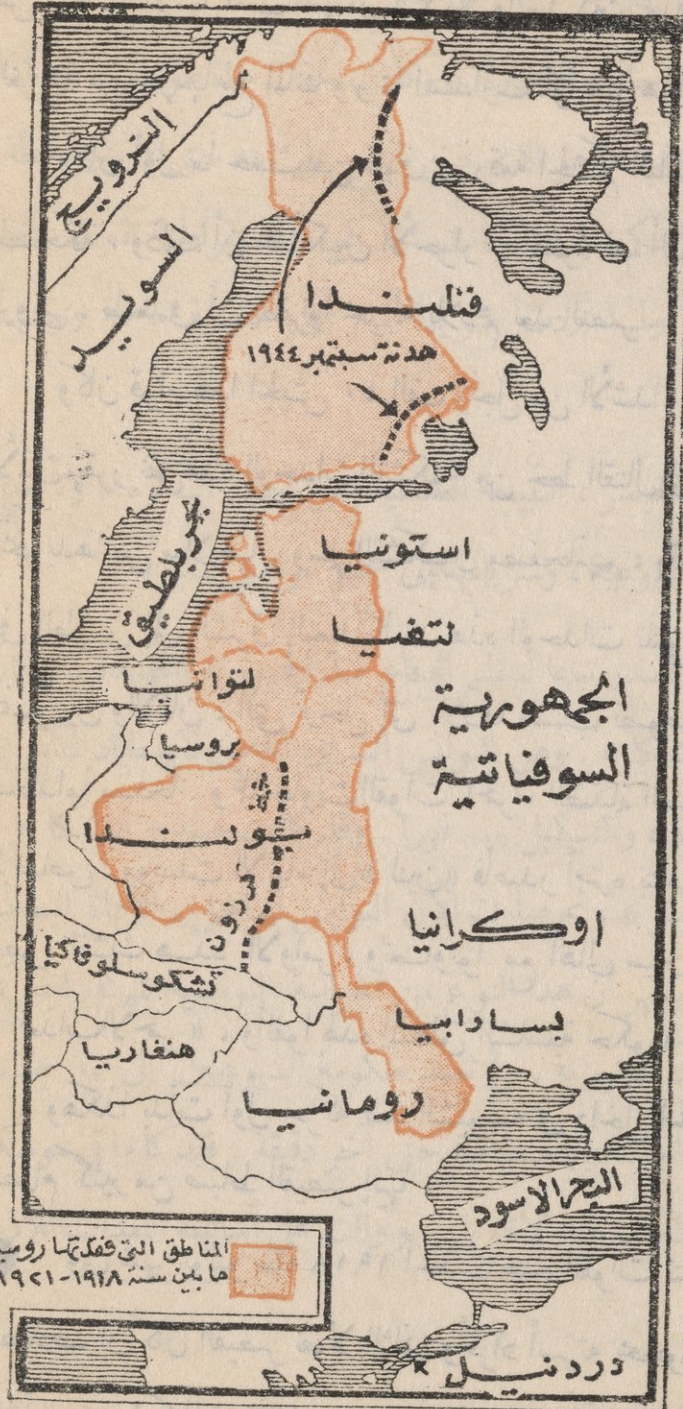 النرويج
السويد
فنلندا
هدنة سبتمبر ١٩٤٤
بحر بلطيق
استونيا
لتفيا
لتوانيا
بروسيا
الجمهورية
السوفياتية
بولندا
خط كرزون
اوكرانيا
تشكوسلوفاكيا
بسارابيا
هنغاريا
رومانيا
البحر الاسود
المناطق التي فقدتها روسيا
ما بين سنة ١٩١٨-١٩٢١
دردنيل